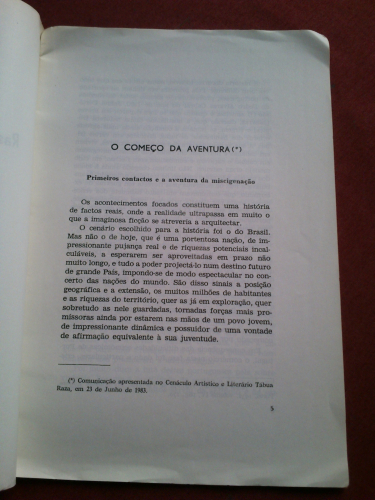 O COMEÇO DA AVENTURA(*)
Primeiros contactos e a aventura da miscigenação
Os acontecimentos focados constituem uma história
de factos reais, onde a realidade ultrapassa em muito o
que a imaginosa ficção se atreveria a arquitectar.
O cenário escolhido para a história foi o do Brasil.
Mas não o de hoje, que é uma portentosa nação, de im-
pressionante pujança real e de riquezas potenciais incal-
culáveis, a esperarem ser aproveitadas em prazo não
muito longo, e tudo a poder projectá-lo num destino futuro
de grande País, impondo-se de modo espectacular no con-
certo das nações do mundo. São disso sinais a posição
geográfica e a extensão, os muitos milhões de habitantes
e as riquezas do território, quer as já em exploração, quer
sobretudo as nele guardadas, tornadas forças mais pro-
missoras ainda por estarem nas mãos de um povo jovem,
de impressionante dinâmica e possuidor de uma vontade
de afirmação equivalente à sua juventude.
(*) Comunicação apresentada no Cenáculo Artístico e Literário Tábua
Rasa, em 23 de Junho de 1983.
5